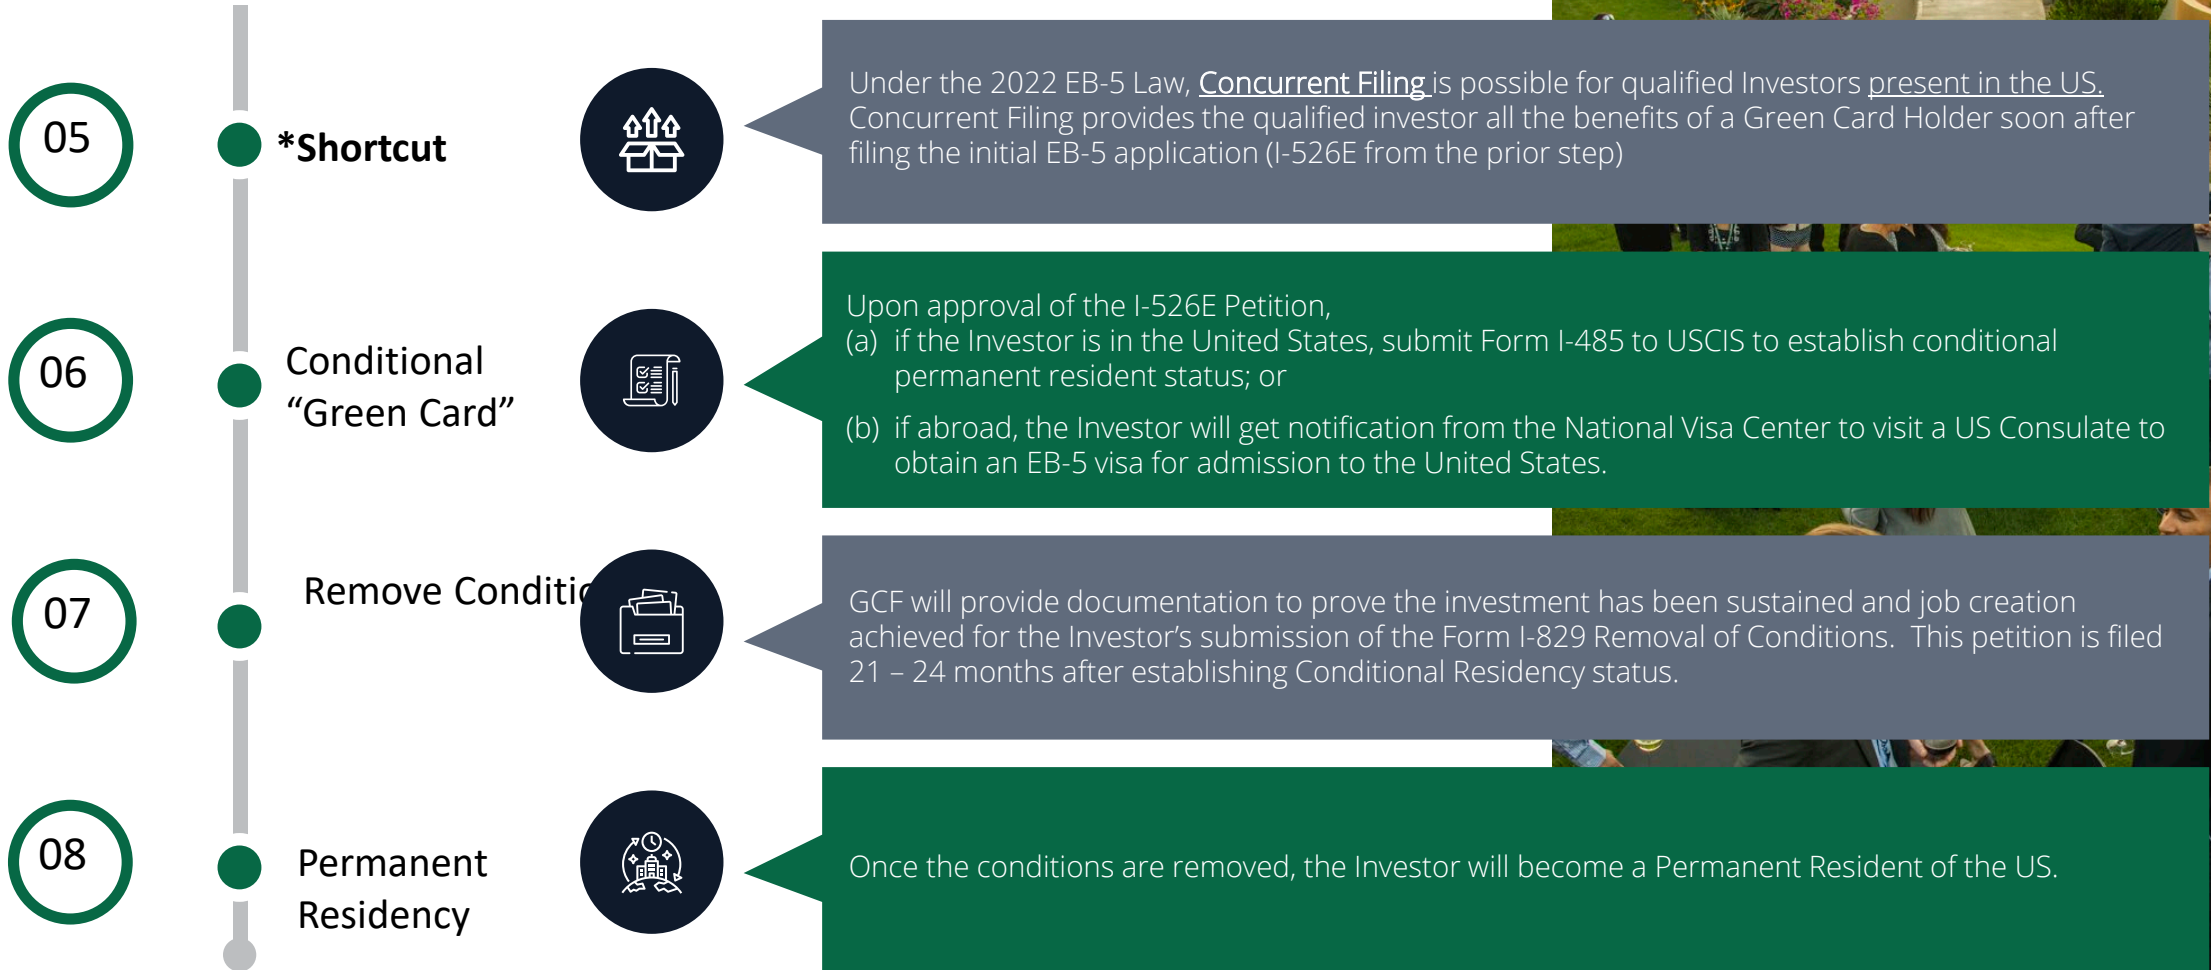 05
*Shortcut
Under the 2022 EB-5 Law, Concurrent Filing is possible for qualified Investors present in the US.
Concurrent Filing provides the qualified investor all the benefits of a Green Card Holder soon after
filing the initial EB-5 application (I-526E from the prior step)
06
Conditional
“Green Card”
Upon approval of the I-526E Petition,
(a) if the Investor is in the United States, submit Form I-485 to USCIS to establish conditional
permanent resident status; or
(b) if abroad, the Investor will get notification from the National Visa Center to visit a US Consulate to
obtain an EB-5 visa for admission to the United States.
07
Remove Conditio
GCF will provide documentation to prove the investment has been sustained and job creation
achieved for the Investor’s submission of the Form I-829 Removal of Conditions. This petition is filed
21 – 24 months after establishing Conditional Residency status.
08
Permanent
Residency
Once the conditions are removed, the Investor will become a Permanent Resident of the US.